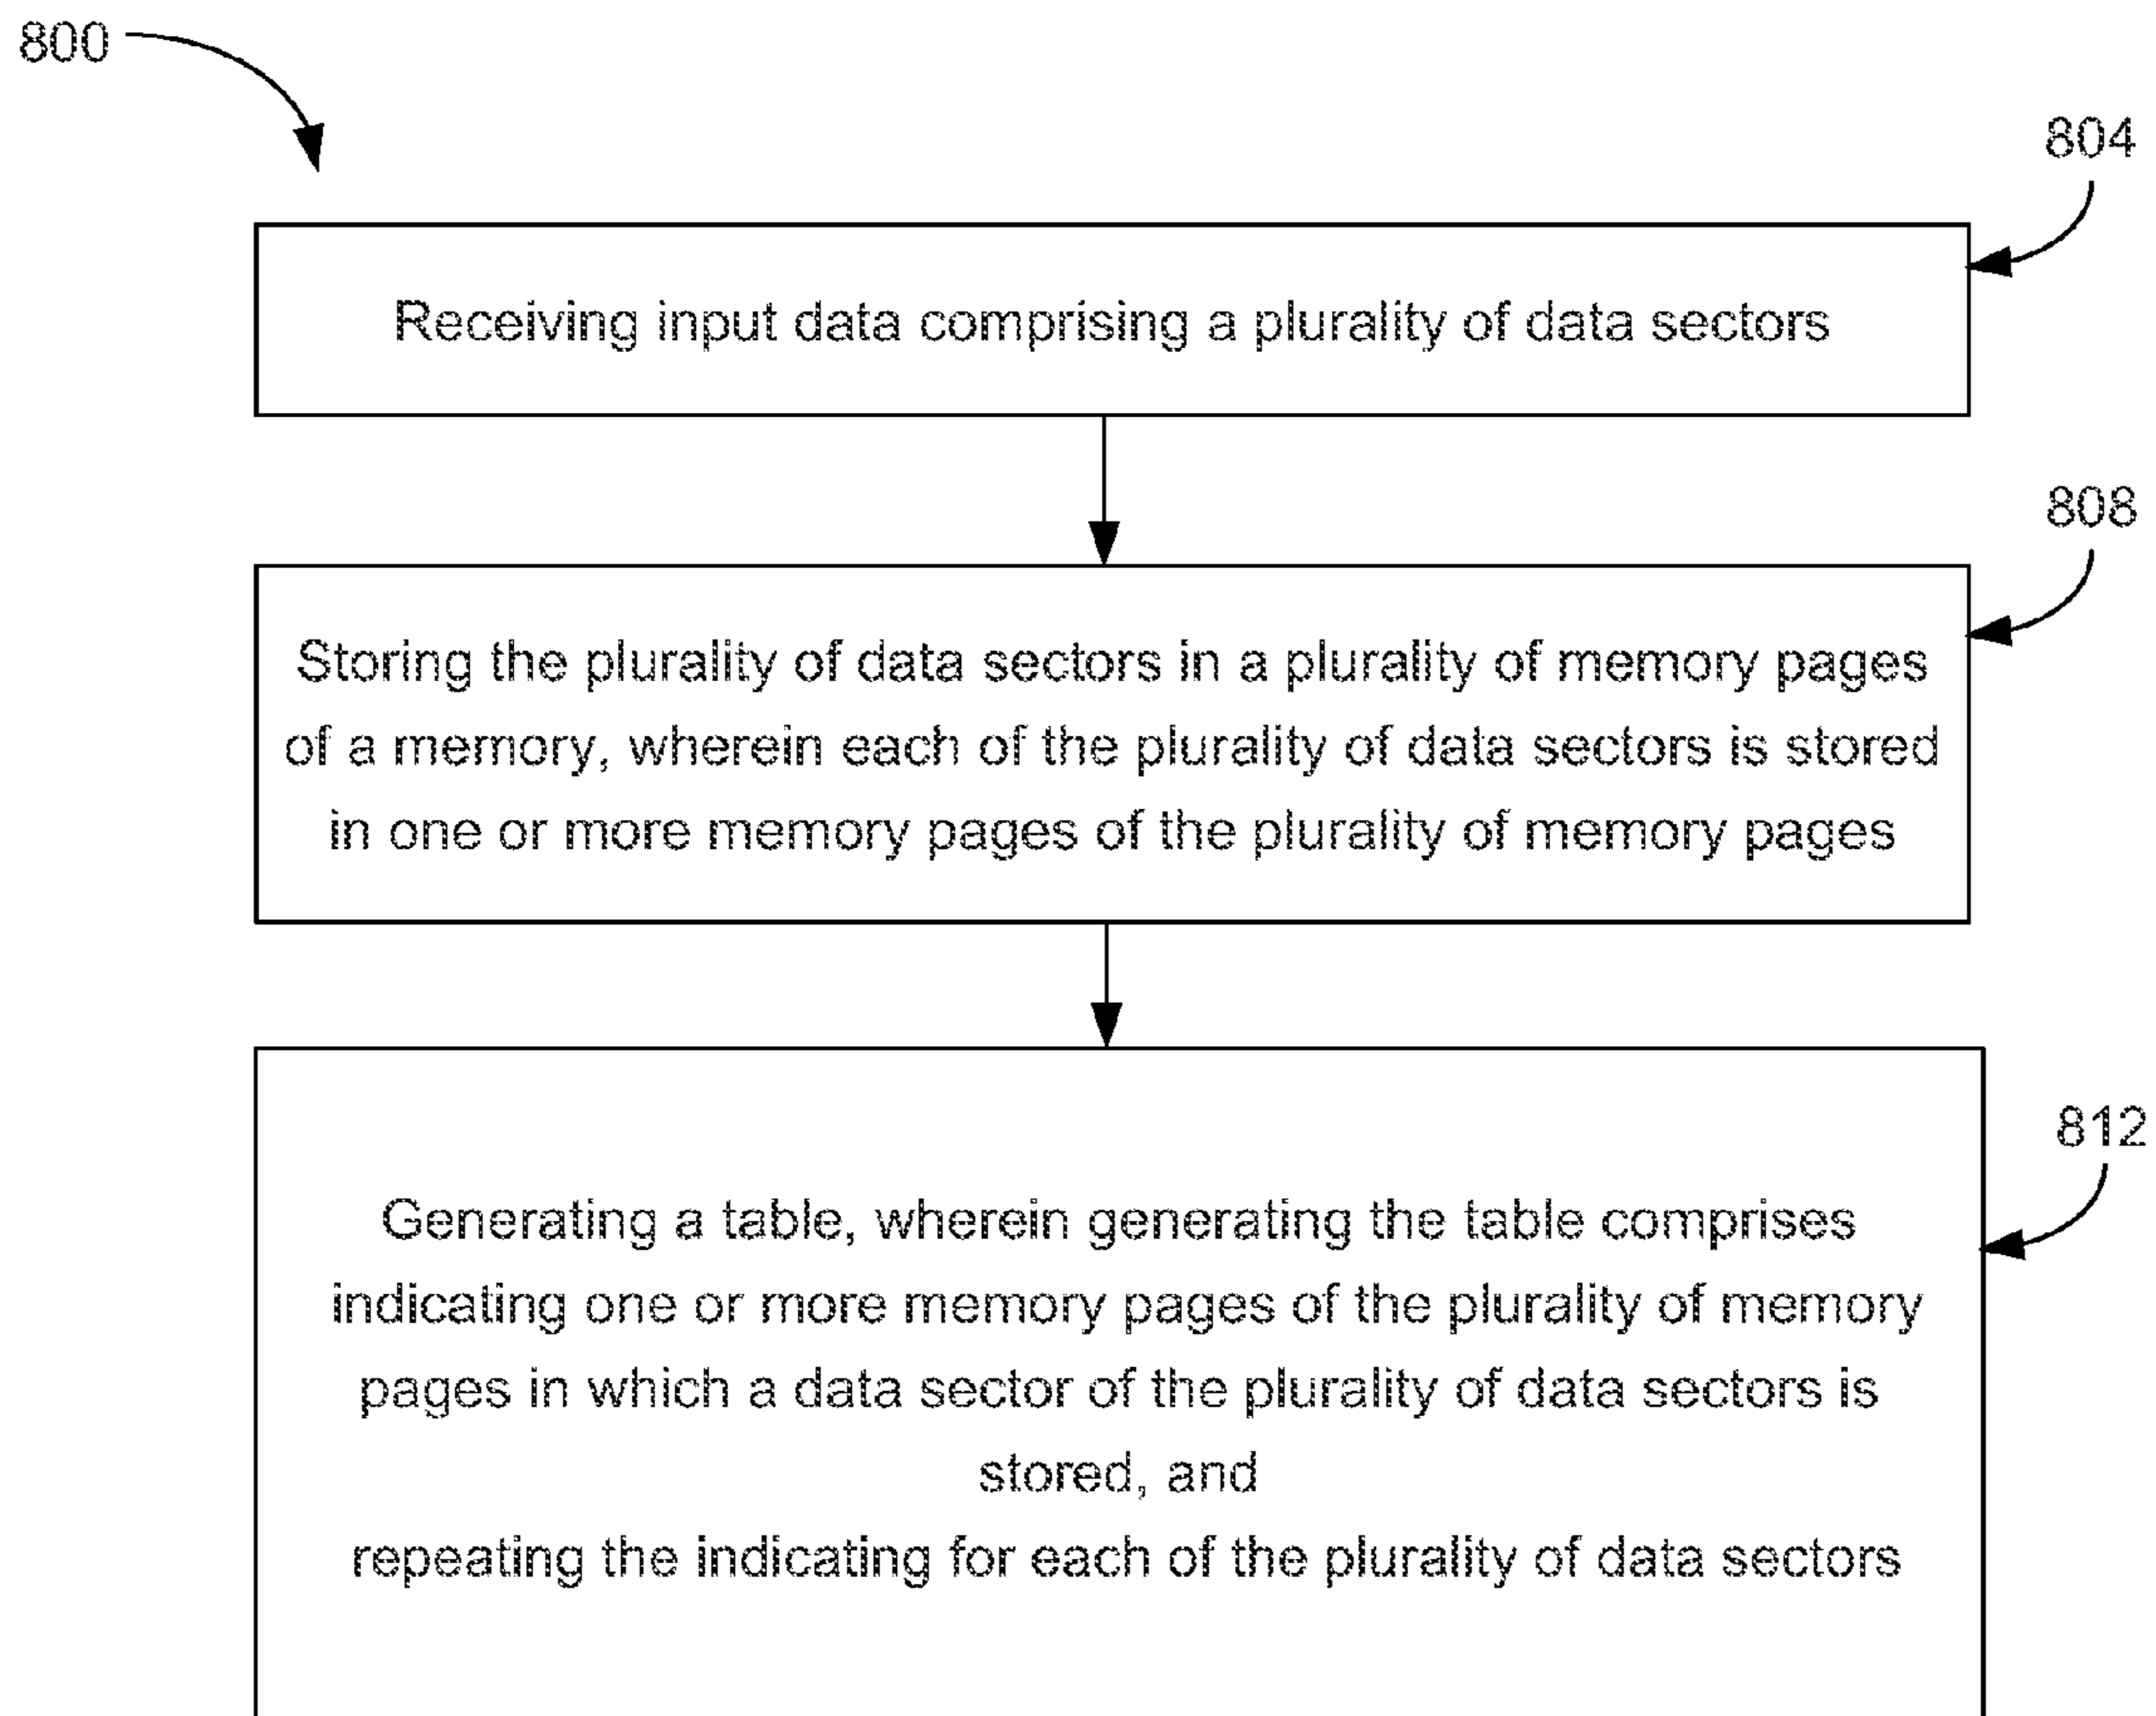 800
804
Receiving input data comprising a plurality of data sectors
808
Storing the plurality of data sectors in a plurality of memory pages
of a memory, wherein each of the plurality of data sectors is stored
in one or more memory pages of the plurality of memory pages
812
Generating a table, wherein generating the table comprises
indicating one or more memory pages of the plurality of memory
pages in which a data sector of the plurality of data sectors is
stored, and
repeating the indicating for each of the plurality of data sectors